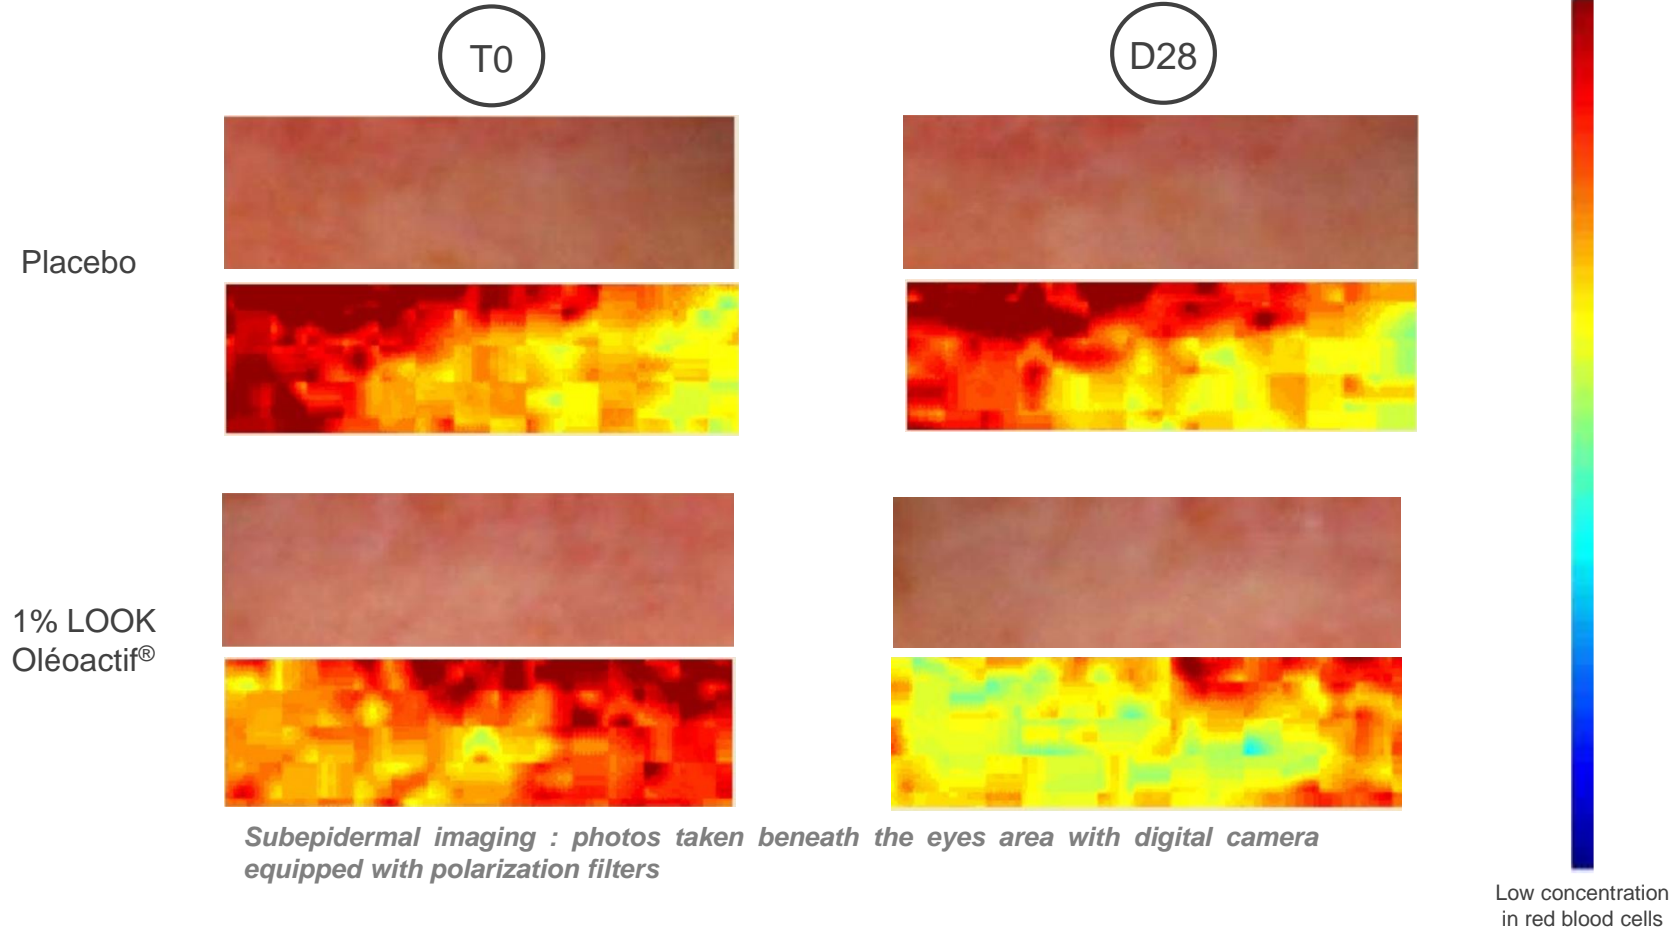 T0
D28
Placebo
1% LOOK
Oléoactif®
Subepidermal imaging : photos taken beneath the eyes area with digital camera
equipped with polarization filters
Low concentration
in red blood cells